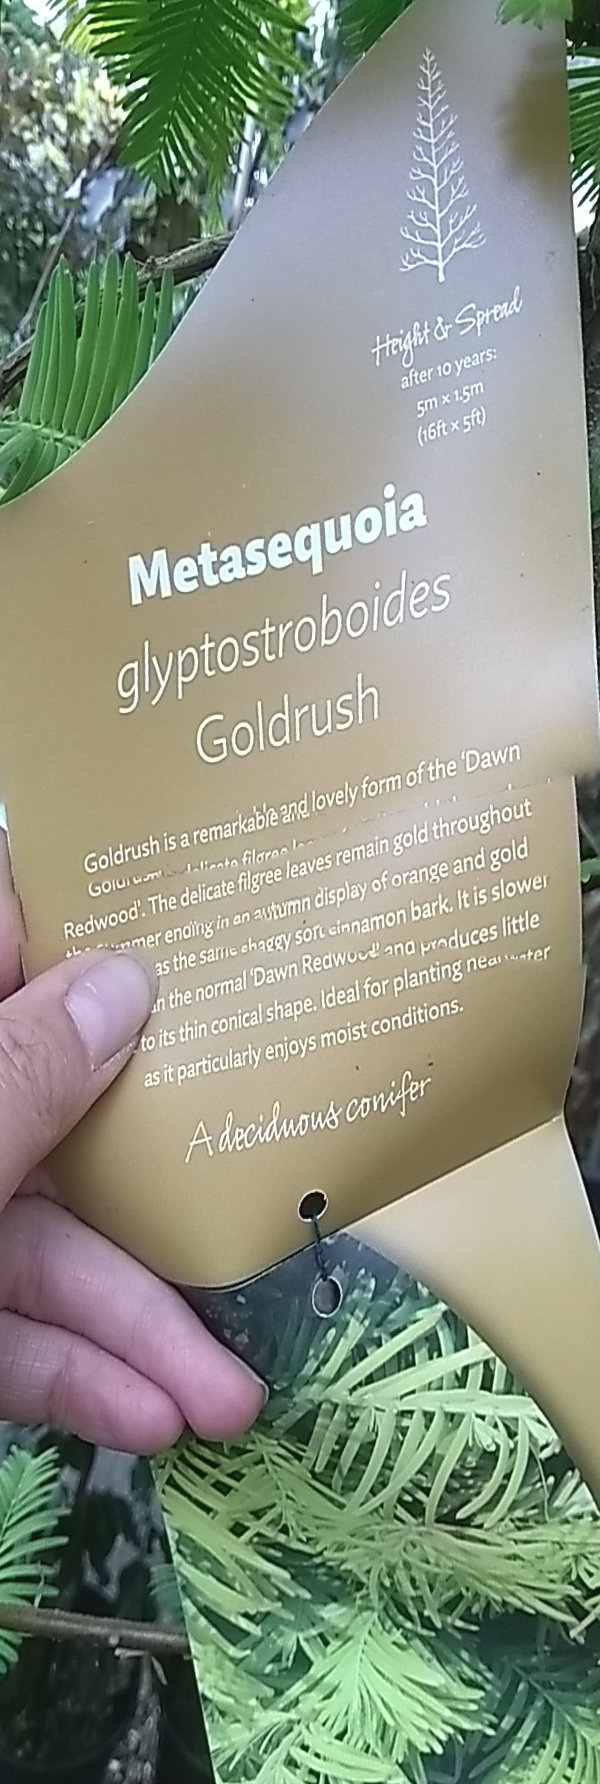 Height & Spread
after 10 years:
5m x 1.5m
(16ft x 5ft)
Metasequoia
glyptostroboides
Goldrush
Goldrush is a remarkable and lovely form of the 'Dawn
Redwood'. The delicate filgree leaves remain gold throughout
summer ending in an autumn display of orange and gold
as the same shaggy soft cinnamon bark. It is slower
the normal 'Dawn Redwood' and produces little
to its thin conical shape. Ideal for planting near water
as it particularly enjoys moist conditions.
A deciduous conifer